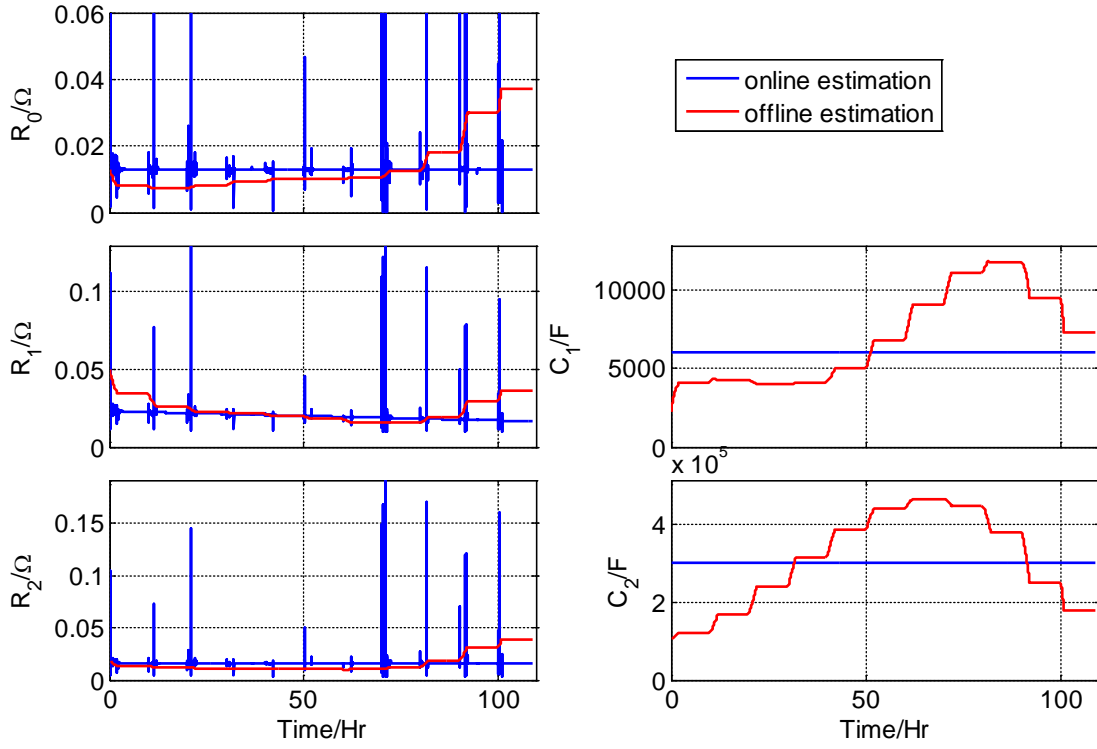 0.06
0.04
0.02
0
R₀/Ω
online estimation
offline estimation
0.1
0.05
0
R₁/Ω
10000
5000
0
C₁/F
0.15
0.1
0.05
0
R₂/Ω
0
50
100
Time/Hr
x 10⁵
4
2
0
C₂/F
0
50
100
Time/Hr